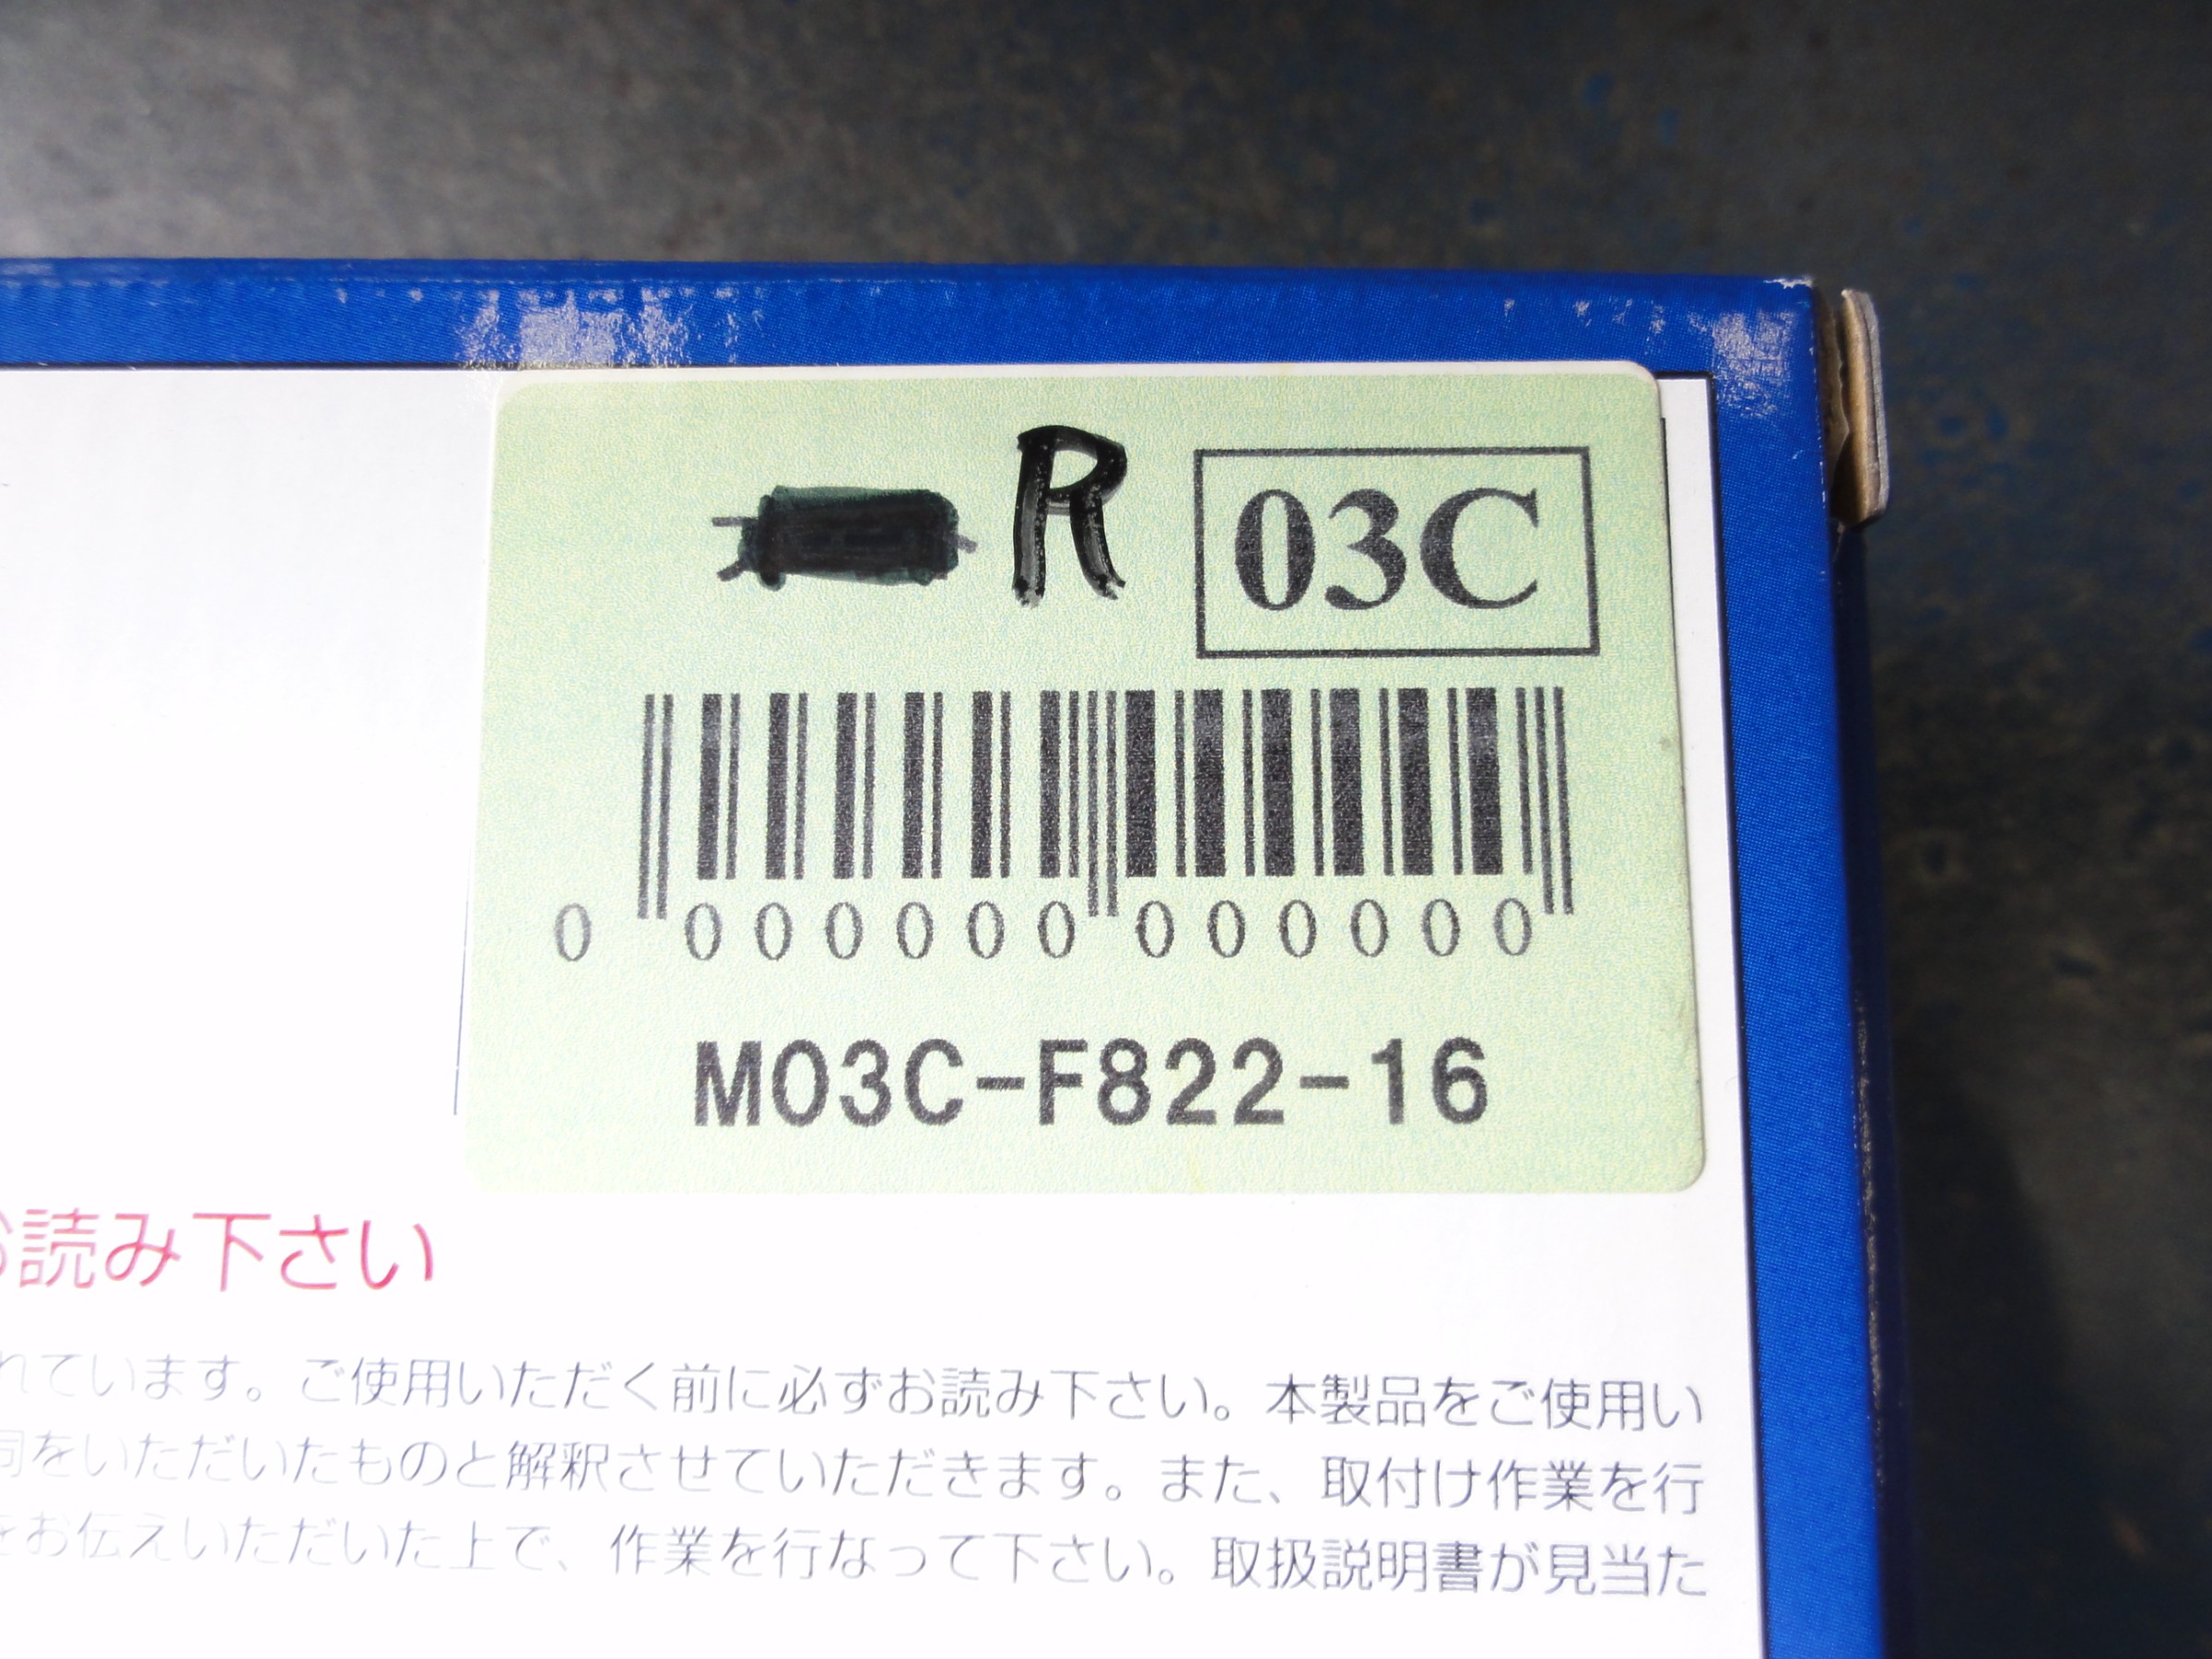 R 03C
0 000000 000000
M03C-F822-16
お読み下さい
れています。ご使用いただく前に必ずお読み下さい。本製品をご使用い
をいただいたものと解釈させていただきます。また、取付け作業を行
をお伝えいただいた上で、作業を行なって下さい。取扱説明書が見当た